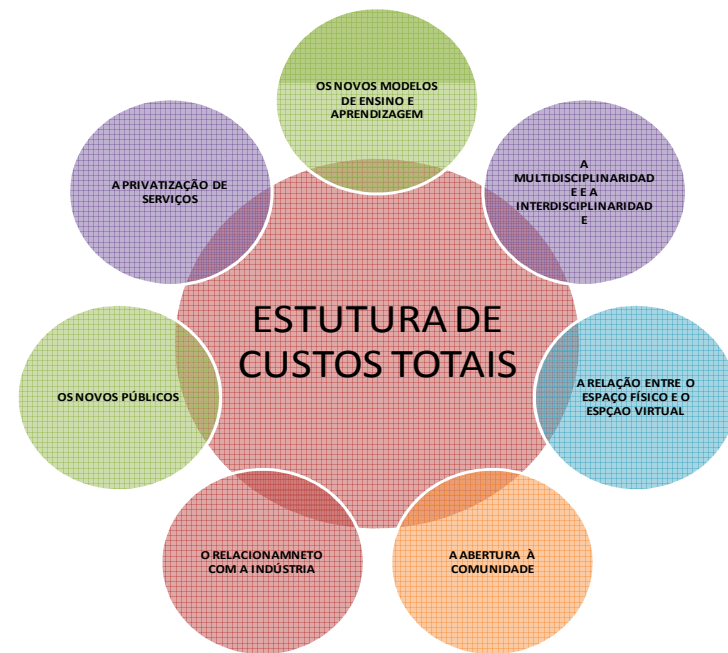 OS NOVOS MODELOS
DE ENSINO E
APRENDIZAGEM
A PRIVATIZAÇÃO DE
SERVIÇOS
A
MULTIDISCIPLINARIDAD
E E A
INTERDISCIPLINARIDAD
E
ESTUTURA DE
CUSTOS TOTAIS
OS NOVOS PÚBLICOS
A RELAÇÃO ENTRE O
ESPAÇO FÍSICO E O
ESPÇAO VIRTUAL
O RELACIONAMNETO
COM A INDÚSTRIA
A ABERTURA À
COMUNIDADE